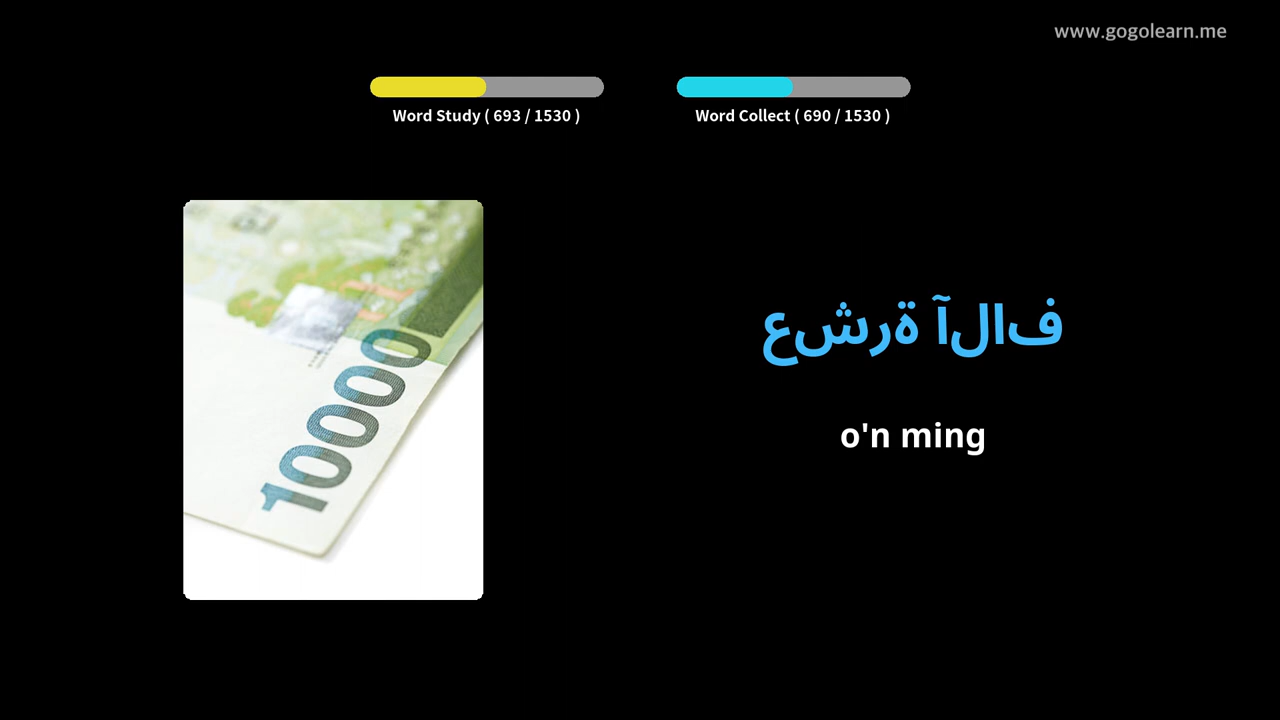 www.gogolearn.me
Word Study ( 693 / 1530 )
Word Collect ( 690 / 1530 )
عشرة آلاف
o'n ming
10000